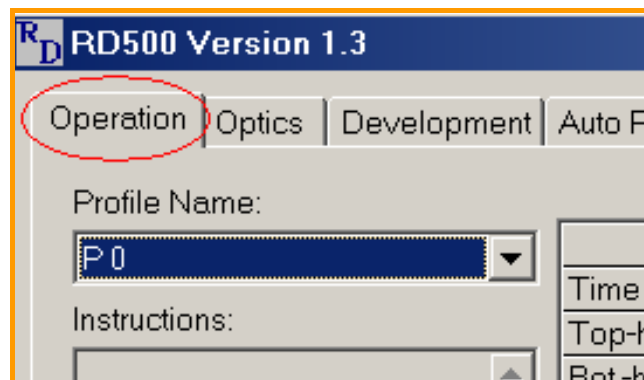 RD RD500 Version 1.3
Operation Optics Development Auto
Profile Name:
P 0
Time
Instructions: